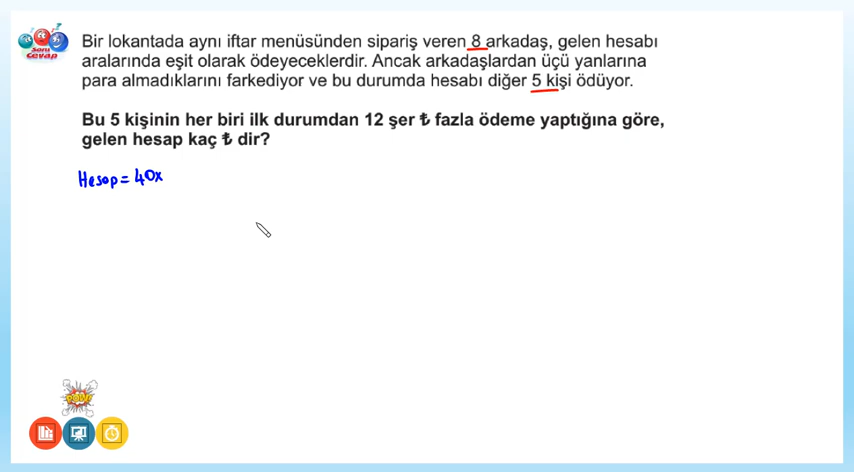 Soru
Cevap
Bir lokantada aynı iftar menüsünden sipariş veren 8 arkadaş, gelen hesabı
aralarında eşit olarak ödeyeceklerdir. Ancak arkadaşlardan üçü yanlarına
para almadıklarını farkediyor ve bu durumda hesabı diğer 5 kişi ödüyor.
Bu 5 kişinin her biri ilk durumdan 12 şer ₺ fazla ödeme yaptığına göre,
gelen hesap kaç ₺ dir?
Hesap = 40x
POW!